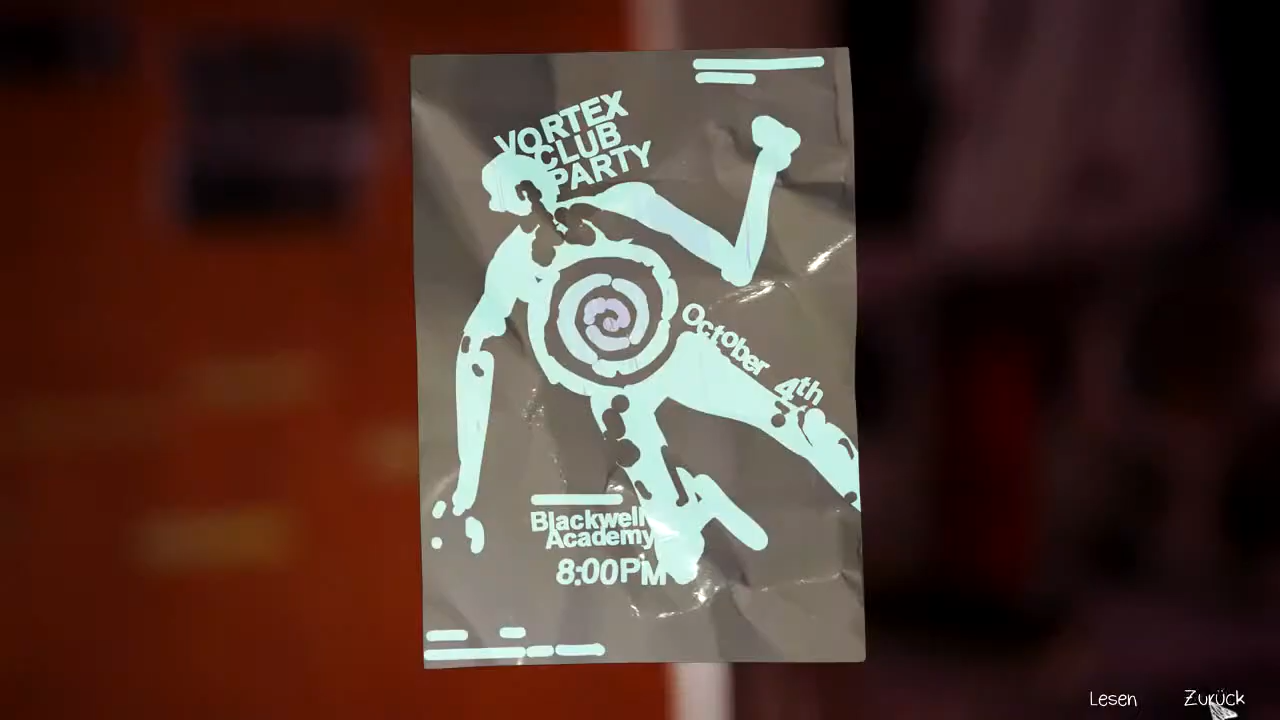 VORTEX
CLUB
PARTY
October 4th
Blackwell
Academy
8:00PM
Lesen Zurück